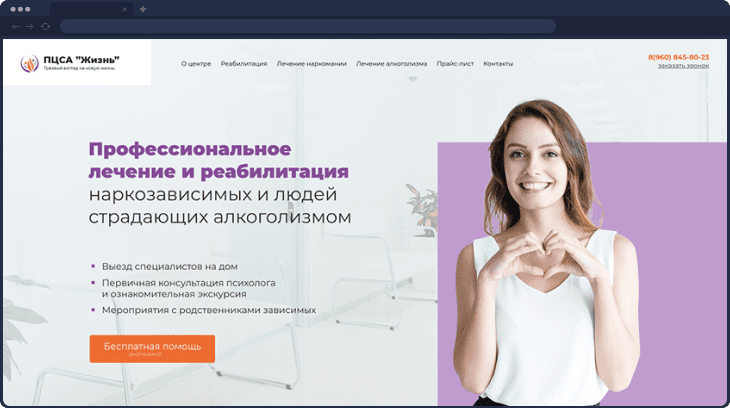 ПЦСА "Жизнь"
Трезвый взгляд на новую жизнь
О центре Реабилитация Лечение наркомании Лечение алкоголизма Прайс-лист Контакты
8(960) 845-80-23
заказать звонок
Профессиональное
лечение и реабилитация
наркозависимых и людей
страдающих алкоголизмом
Выезд специалистов на дом
Первичная консультация психолога
и ознакомительная экскурсия
Мероприятия с родственниками зависимых
Бесплатная помощь
(анонимно)